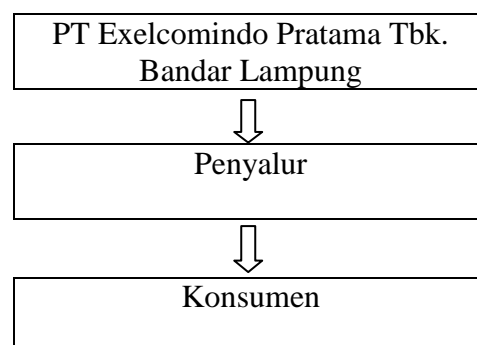 PT Exelcomindo Pratama Tbk.
Bandar Lampung
Penyalur
Konsumen